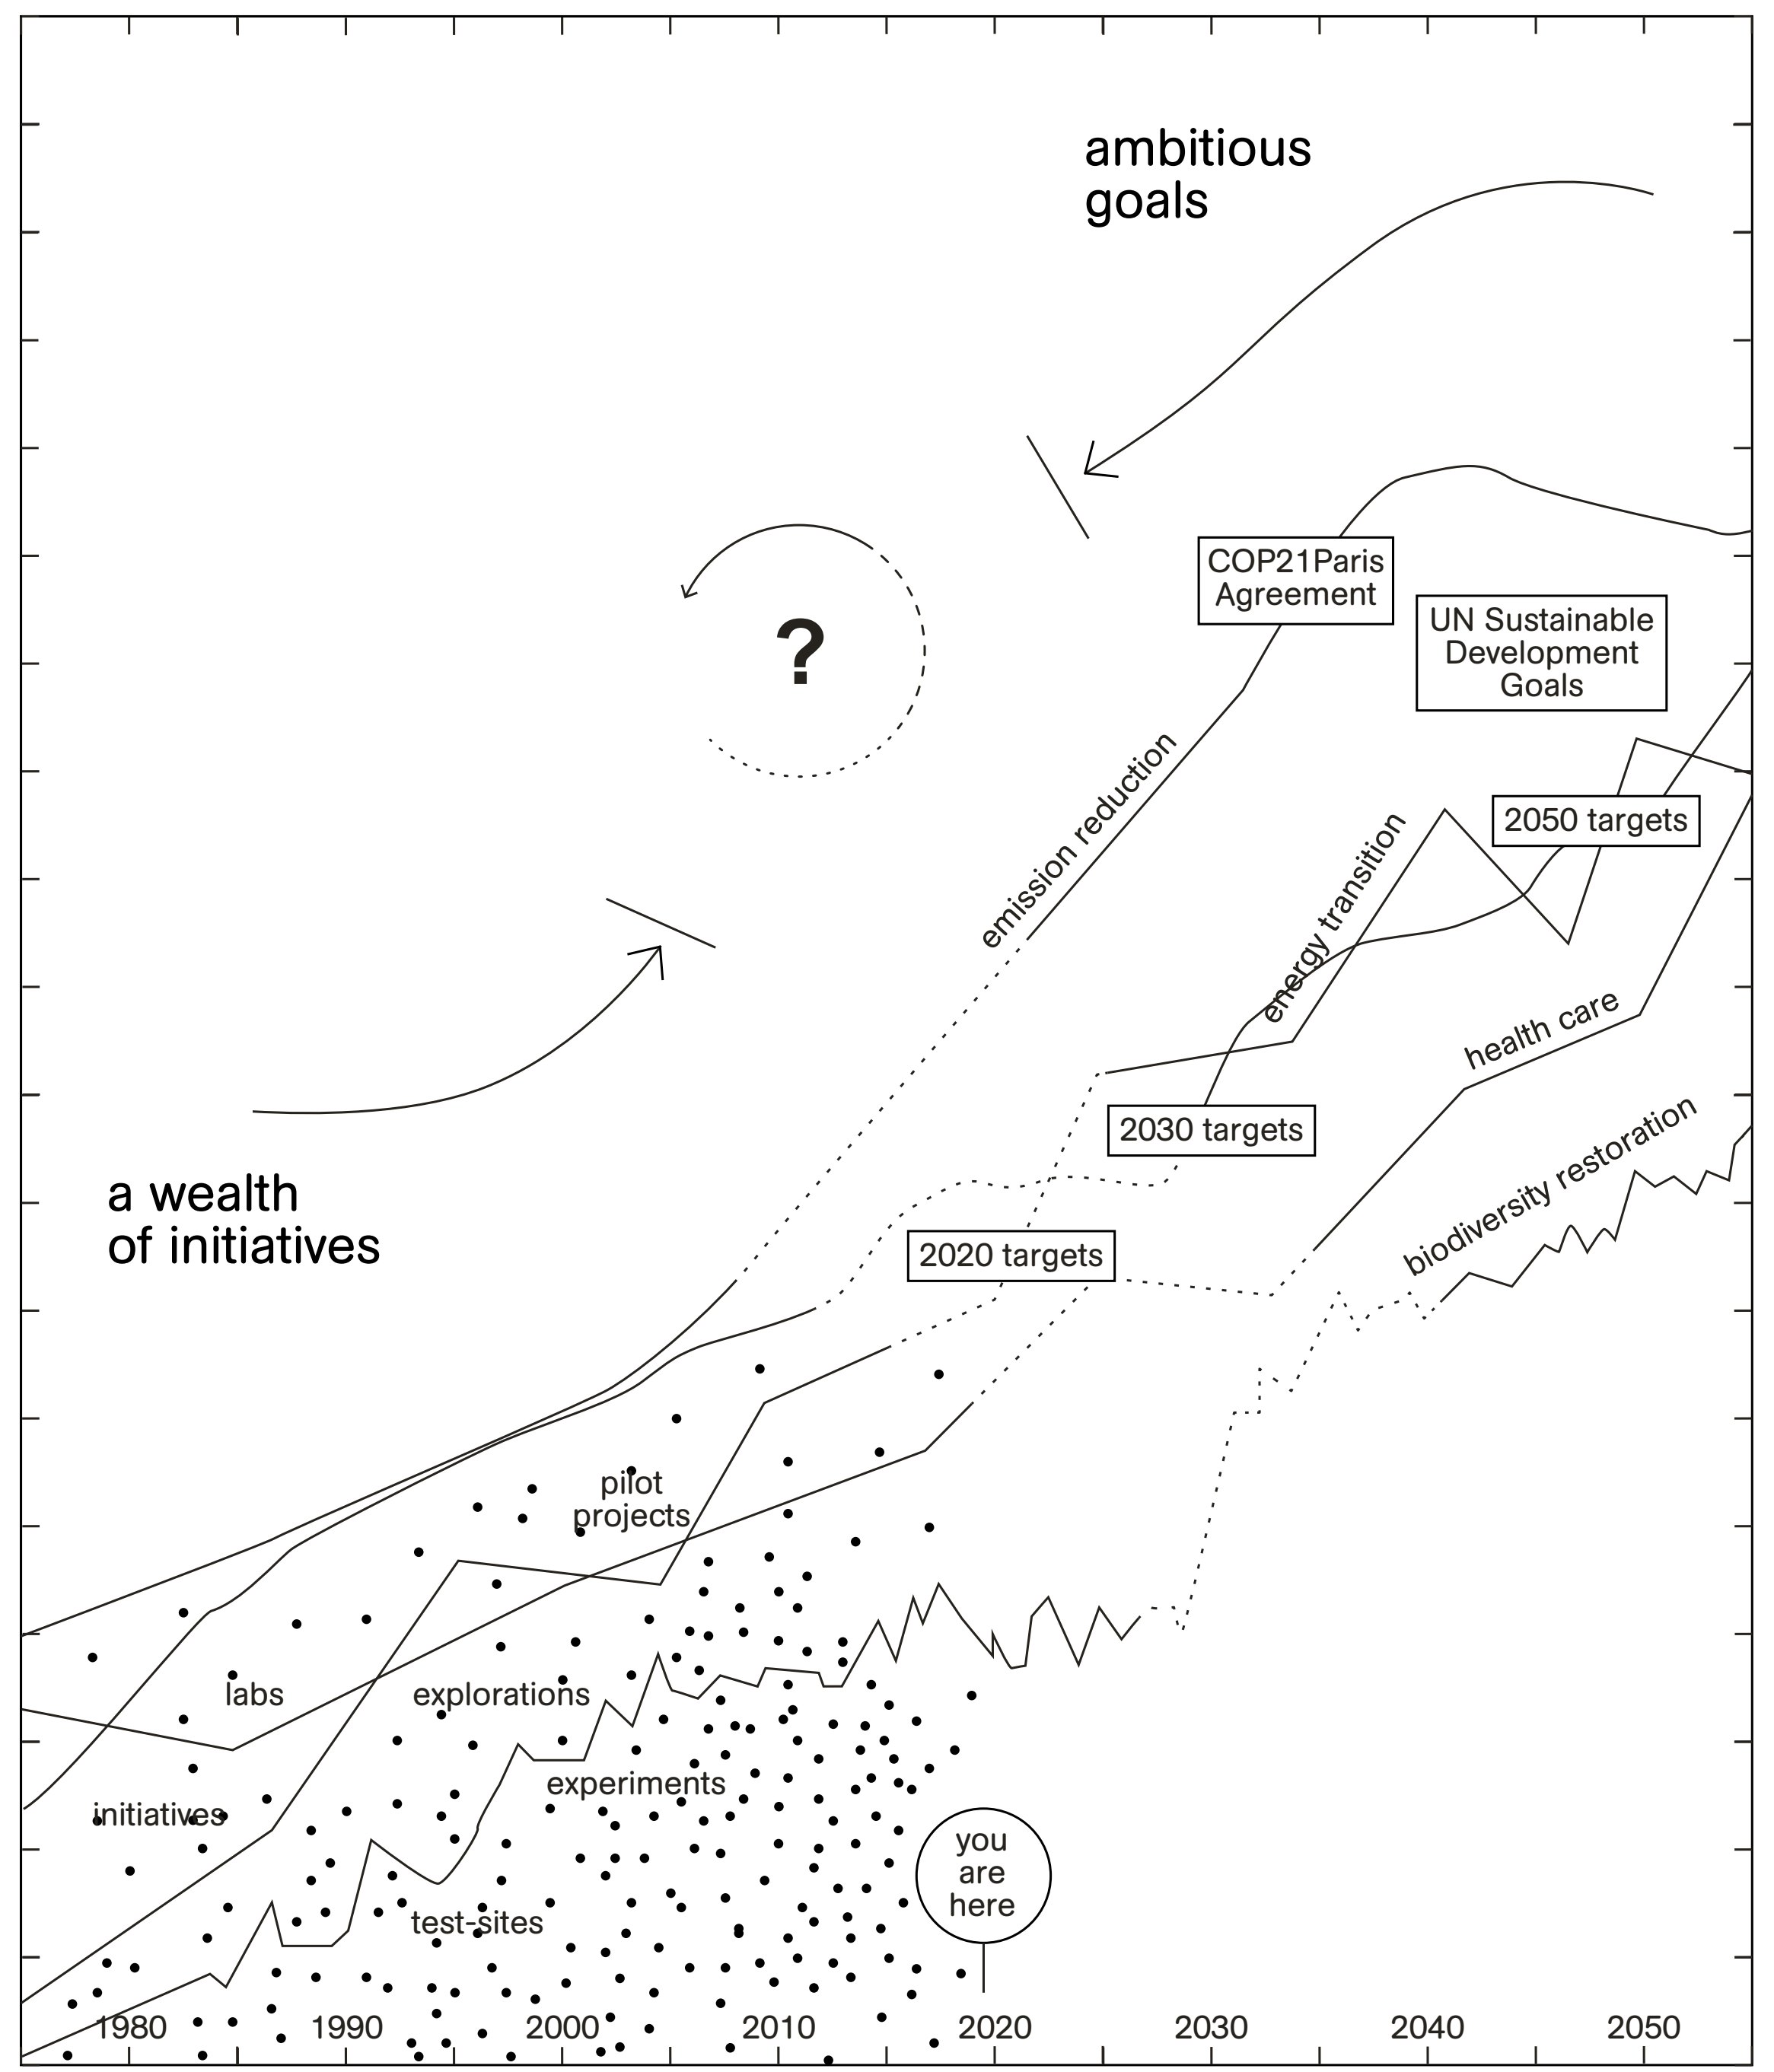 ambitious
goals
COP21Paris
Agreement
?
UN Sustainable
Development
Goals
emission reduction
2050 targets
energy transition
health care
2030 targets
biodiversity restoration
a wealth
of initiatives
2020 targets
pilot
projects
labs
explorations
experiments
initiatives
you
are
here
test-sites
1980
1990
2000
2010
2020
2030
2040
2050